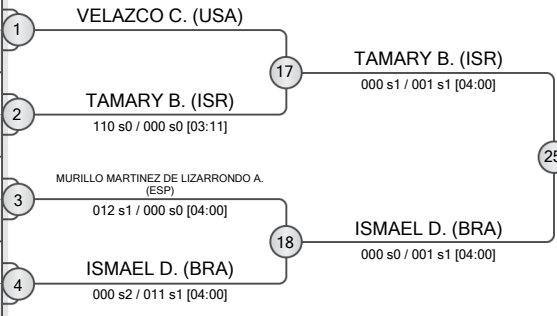 1
VELAZCO C. (USA)
17
TAMARY B. (ISR)
000 s1 / 001 s1 [04:00]
2
TAMARY B. (ISR)
110 s0 / 000 s0 [03:11]
25
3
MURILLO MARTINEZ DE LIZARRONDO A.
(ESP)
012 s1 / 000 s0 [04:00]
18
ISMAEL D. (BRA)
000 s0 / 001 s1 [04:00]
4
ISMAEL D. (BRA)
000 s2 / 011 s1 [04:00]